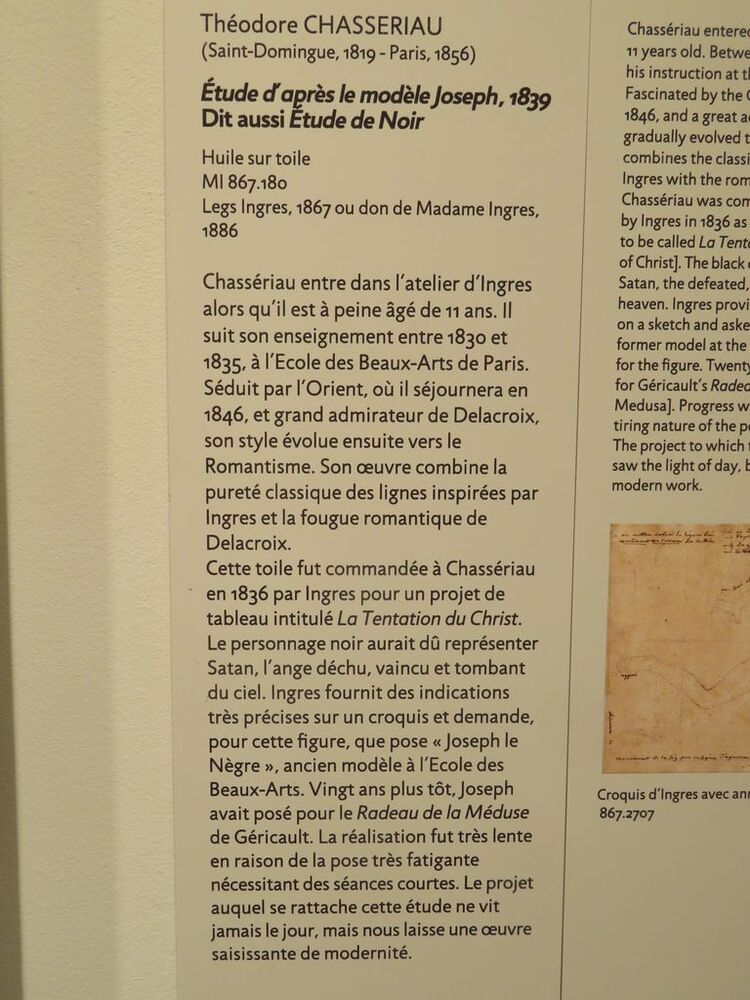 Théodore CHASSERIAU
(Saint-Domingue, 1819 - Paris, 1856)
Étude d'après le modèle Joseph, 1839
Dit aussi Étude de Noir
Huile sur toile
MI 867.180
Legs Ingres, 1867 ou don de Madame Ingres,
1886
Chassériau entre dans l'atelier d'Ingres
alors qu'il est à peine âgé de 11 ans. Il
suit son enseignement entre 1830 et
1835, à l'Ecole des Beaux-Arts de Paris.
Séduit par l'Orient, où il séjournera en
1846, et grand admirateur de Delacroix,
son style évolue ensuite vers le
Romantisme. Son œuvre combine la
pureté classique des lignes inspirées par
Ingres et la fougue romantique de
Delacroix.
Cette toile fut commandée à Chassériau
en 1836 par Ingres pour un projet de
tableau intitulé La Tentation du Christ.
Le personnage noir aurait dû représenter
Satan, l'ange déchu, vaincu et tombant
du ciel. Ingres fournit des indications
très précises sur un croquis et demande,
pour cette figure, que pose « Joseph le
Nègre », ancien modèle à l'Ecole des
Beaux-Arts. Vingt ans plus tôt, Joseph
avait posé pour le Radeau de la Méduse
de Géricault. La réalisation fut très lente
en raison de la pose très fatigante
nécessitant des séances courtes. Le projet
auquel se rattache cette étude ne vit
jamais le jour, mais nous laisse une œuvre
saisissante de modernité.
Chassériau entered
11 years old. Betwe
his instruction at t
Fascinated by the
1846, and a great a
gradually evolved t
combines the classi
Ingres with the rom
Chassériau was com
by Ingres in 1836 as
to be called La Tent
of Christ]. The black
Satan, the defeated,
heaven. Ingres provi
on a sketch and aske
former model at the
for the figure. Twenty
for Géricault's Radea
Medusa]. Progress w
tiring nature of the p
The project to which
saw the light of day, b
modern work.
Croquis d'Ingres avec ann
867.2707